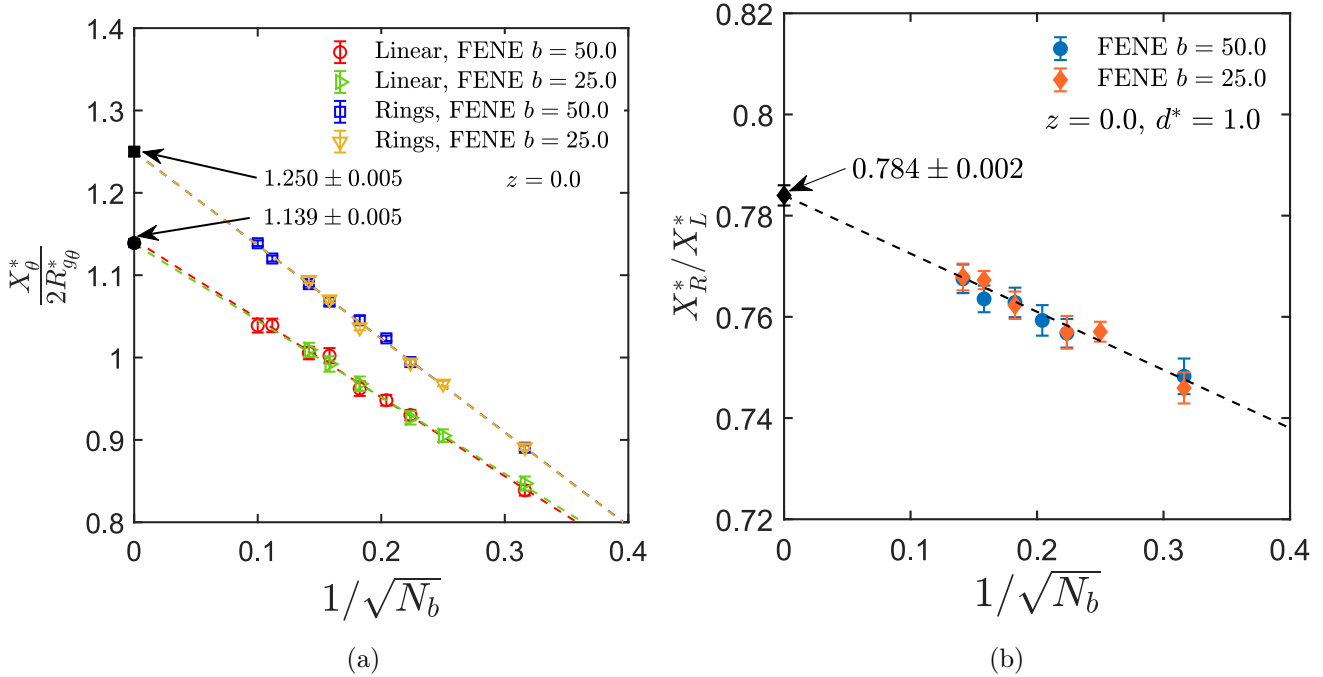 1.4
1.3
1.2
1.1
1
0.9
0.8
0
0.1
0.2
0.3
0.4
X*_θ / 2R*_{gθ}
1/√N_b
Linear, FENE b = 50.0
Linear, FENE b = 25.0
Rings, FENE b = 50.0
Rings, FENE b = 25.0
1.250 ± 0.005
z = 0.0
1.139 ± 0.005
(a)
0.82
0.8
0.78
0.76
0.74
0.72
0
0.1
0.2
0.3
0.4
X*_R/X*_L
1/√N_b
FENE b = 50.0
FENE b = 25.0
z = 0.0, d* = 1.0
0.784 ± 0.002
(b)